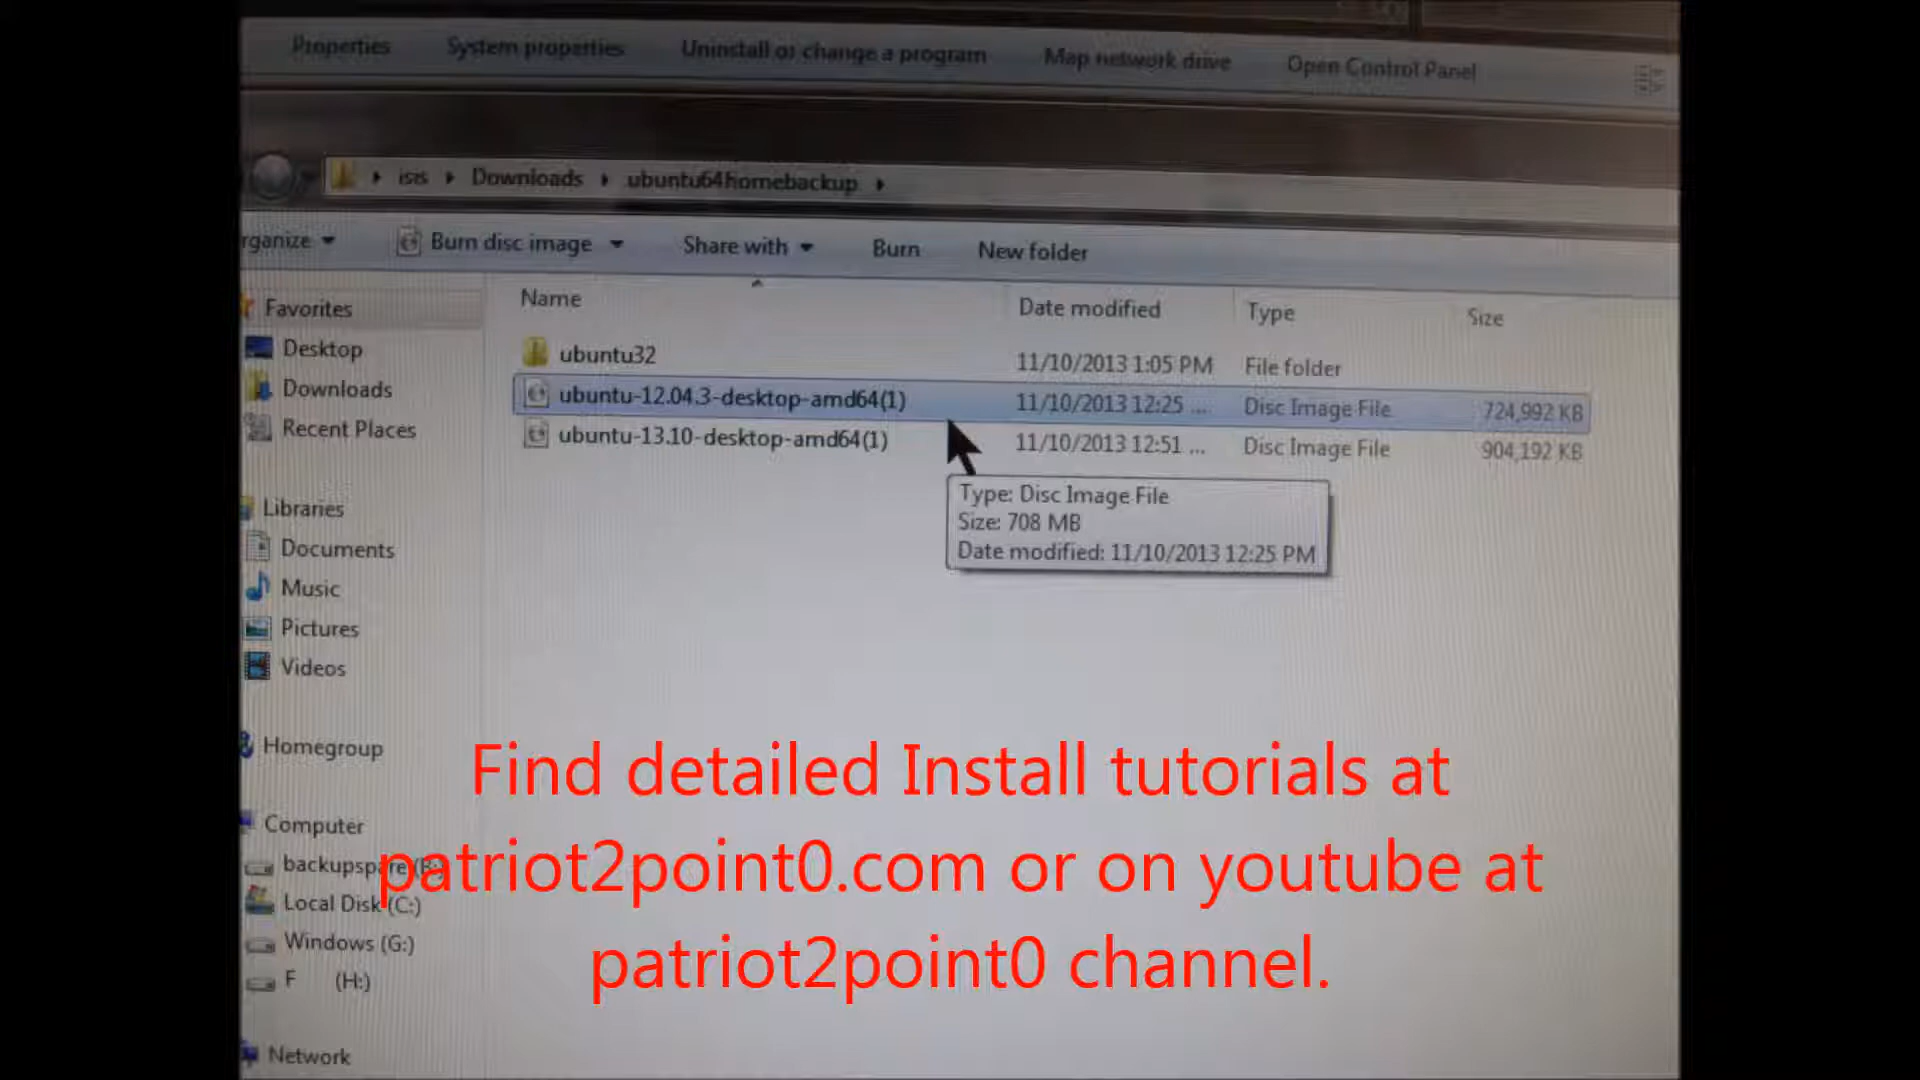 Properties System properties Uninstall or change a program Map network drive Open Control Panel
isis Downloads ubuntu64homebackup
rganize Burn disc image Share with Burn New folder
Name Date modified Type Size
Favorites
Desktop
Downloads
Recent Places
Libraries
Documents
Music
Pictures
Videos
Homegroup
Computer
backupspare
Local Disk (C:)
Windows (G:)
F (H:)
Network
ubuntu32 11/10/2013 1:05 PM File folder
ubuntu-12.04.3-desktop-amd64(1) 11/10/2013 12:25 ... Disc Image File 724,992 KB
ubuntu-13.10-desktop-amd64(1) 11/10/2013 12:51 ... Disc Image File 904,192 KB
Type: Disc Image File
Size: 708 MB
Date modified: 11/10/2013 12:25 PM
Find detailed Install tutorials at
patriot2point0.com or on youtube at
patriot2point0 channel.